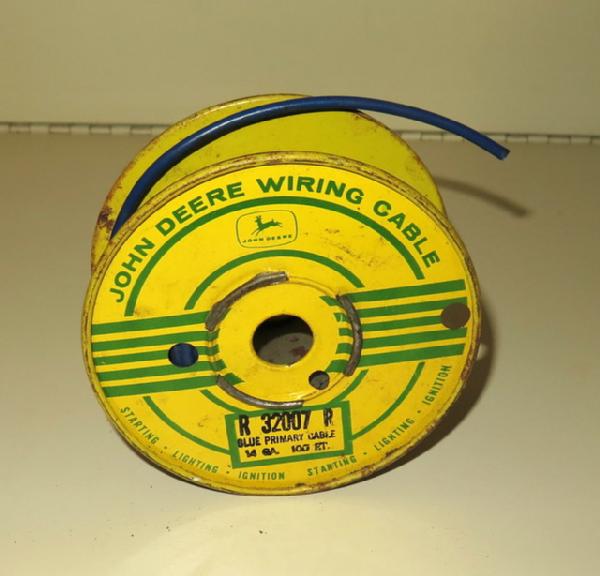 JOHN DEERE WIRING CABLE
JOHN DEERE
R 32007 R
BLUE PRIMARY CABLE
14 GA. 100 FT.
STARTING · LIGHTING · IGNITION STARTING · LIGHTING · IGNITION